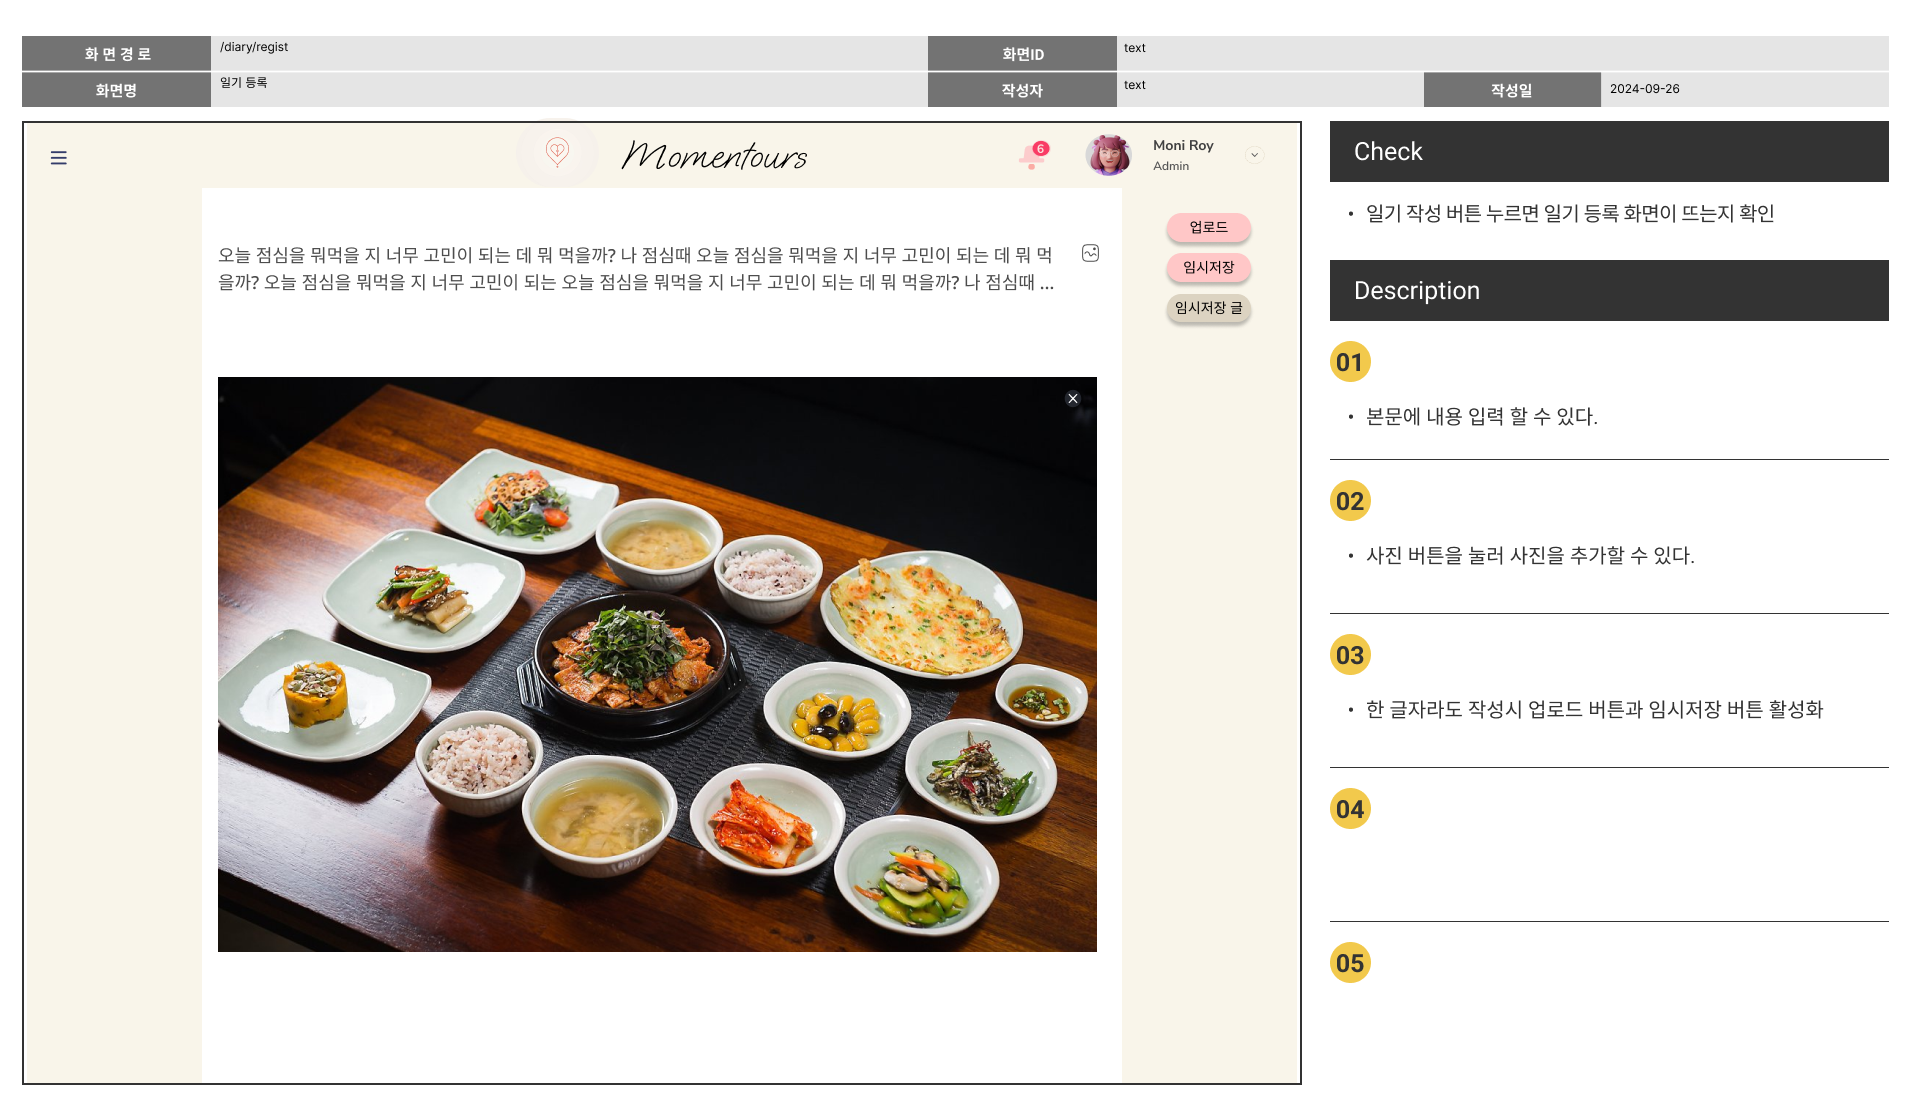 화 면 경 로
/diary/regist
화면ID
text
화면명
일기 등록
작성자
text
작성일
2024-09-26
Momentours
6
Moni Roy
Admin
업로드
임시저장
임시저장 글
오늘 점심을 뭐먹을 지 너무 고민이 되는 데 뭐 먹을까? 나 점심때 오늘 점심을 뭐먹을 지 너무 고민이 되는 데 뭐 먹
을까? 오늘 점심을 뭐먹을 지 너무 고민이 되는 오늘 점심을 뭐먹을 지 너무 고민이 되는 데 뭐 먹을까? 나 점심때 ...
Check
• 일기 작성 버튼 누르면 일기 등록 화면이 뜨는지 확인
Description
01
• 본문에 내용 입력 할 수 있다.
02
• 사진 버튼을 눌러 사진을 추가할 수 있다.
03
• 한 글자라도 작성시 업로드 버튼과 임시저장 버튼 활성화
04
05